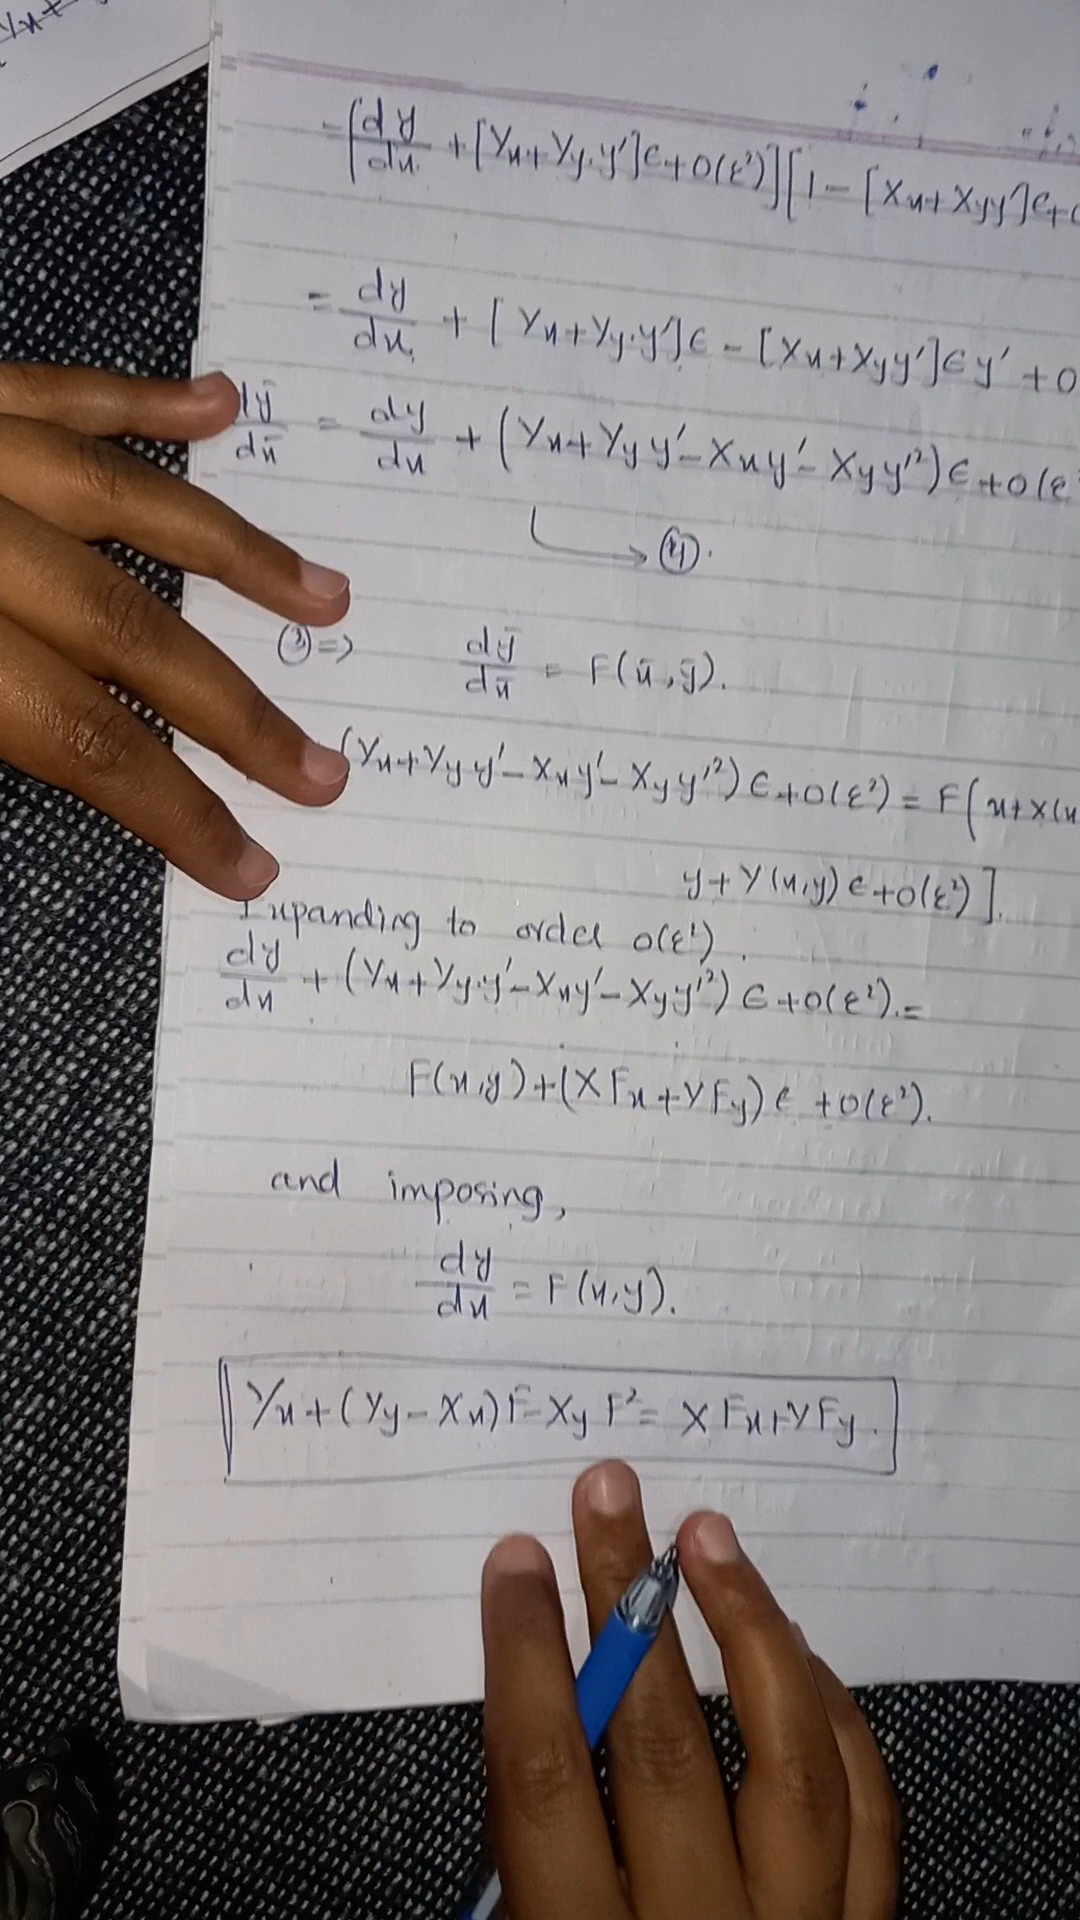 = [dy/dx + [Yx + Yy.y']ϵ + O(ε²)][1 - [Xx + Xyy']ϵ +
= dy/dx + [Yx + Yy.y']ϵ - [Xx + Xyy']ϵy' + O
dȳ/dx̄ = dy/dx + (Yx + Yy y' - Xxy' - Xyy'²)ϵ + O(ε²
→ ④.
③ => dȳ/dx̄ = F(x̄, ȳ).
(Yx + Yyy' - Xxy' - Xyy'²)ϵ + O(ε²) = F[x + X(x
y + Y(x,y)ϵ + O(ε²)].
Expanding to order O(ε¹).
dy/dx + (Yx + Yy.y' - Xxy' - Xyy'²)ϵ + O(ε²). =
F(x,y) + (XFx + YFy)ϵ + O(ε²).
and imposing,
dy/dx = F(x,y).
Yx + (Yy - Xx)F - XyF² = XFx + YFy.